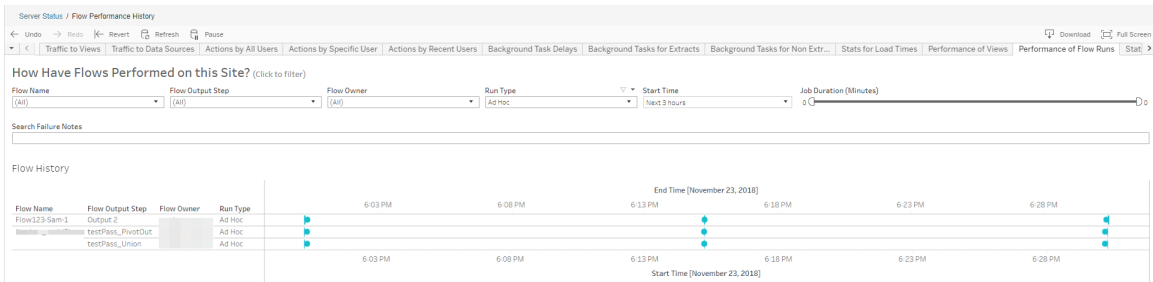 Server Status / Flow Performance History
← Undo → Redo Revert Refresh Pause Download Full Screen
Traffic to Views Traffic to Data Sources Actions by All Users Actions by Specific User Actions by Recent Users Background Task Delays Background Tasks for Extracts Background Tasks for Non Extr... Stats for Load Times Performance of Views Performance of Flow Runs Stat
How Have Flows Performed on this Site? (Click to filter)
Flow Name Flow Output Step Flow Owner Run Type Start Time Job Duration (Minutes)
(All) (All) (All) Ad Hoc Next 3 hours 0 0
Search Failure Notes
Flow History
End Time [November 23, 2018]
Flow Name Flow Output Step Flow Owner Run Type 6:03 PM 6:08 PM 6:13 PM 6:18 PM 6:23 PM 6:28 PM
Flow123-Sam-1 Output 2 Ad Hoc
testPass_PivotOut Ad Hoc
testPass_Union Ad Hoc
6:03 PM 6:08 PM 6:13 PM 6:18 PM 6:23 PM 6:28 PM
Start Time [November 23, 2018]